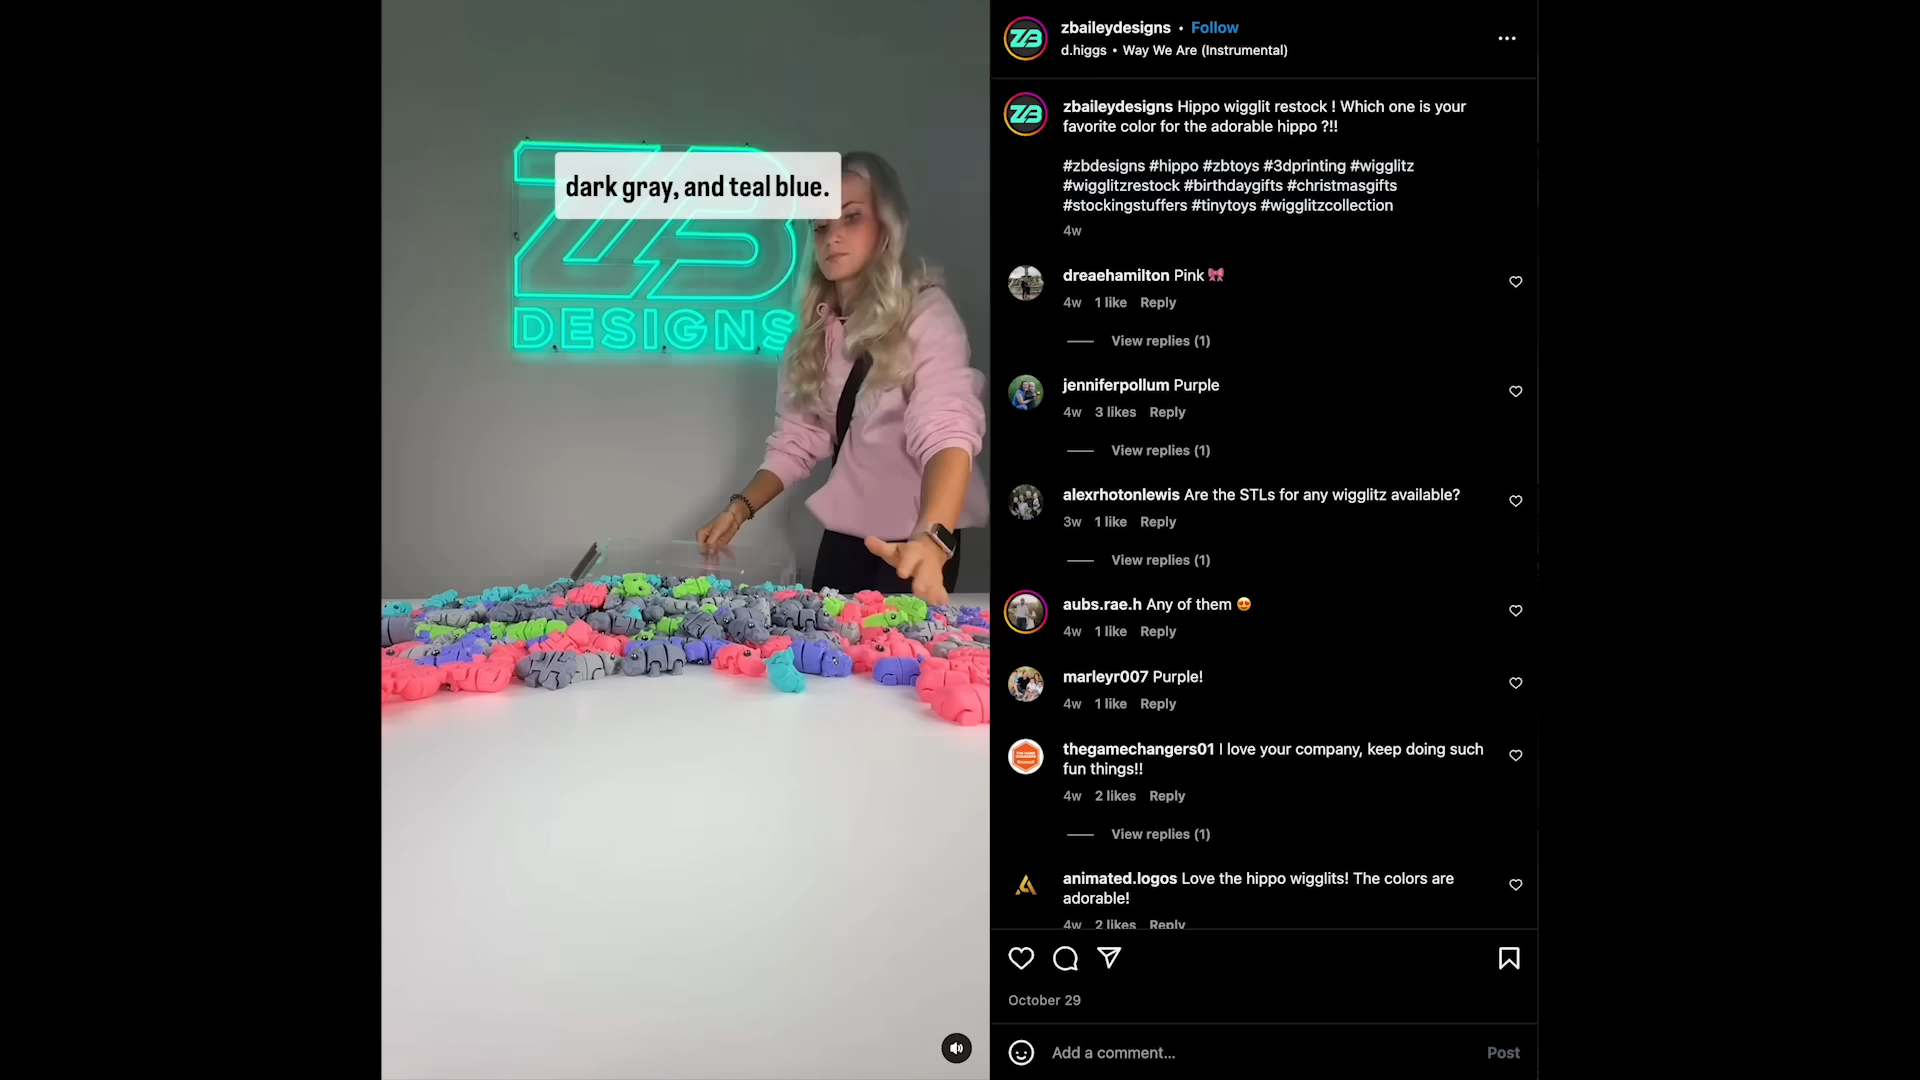 ZB
DESIGNS
dark gray, and teal blue.
ZB
zbaileydesigns • Follow
d.higgs • Way We Are (Instrumental)
ZB
zbaileydesigns Hippo wigglit restock ! Which one is your
favorite color for the adorable hippo ?!!
#zbdesigns #hippo #zbtoys #3dprinting #wigglitz
#wigglitzrestock #birthdaygifts #christmasgifts
#stockingstuffers #tinytoys #wigglitzcollection
4w
dreaehamilton Pink 🎀
4w 1 like Reply
View replies (1)
jenniferpollum Purple
4w 3 likes Reply
View replies (1)
alexrhotonlewis Are the STLs for any wigglitz available?
3w 1 like Reply
View replies (1)
aubs.rae.h Any of them 😍
4w 1 like Reply
marleyr007 Purple!
4w 1 like Reply
thegamechangers01 I love your company, keep doing such
fun things!!
4w 2 likes Reply
View replies (1)
animated.logos Love the hippo wigglits! The colors are
adorable!
4w 2 likes Reply
October 29
Add a comment...
Post